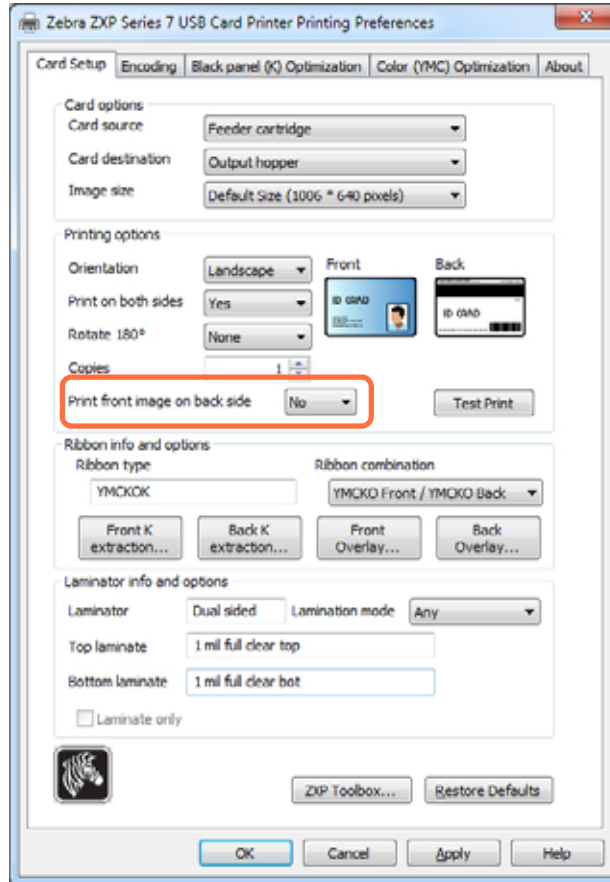 Zebra ZXP Series 7 USB Card Printer Printing Preferences
Card Setup Encoding Black panel (K) Optimization Color (YMC) Optimization About
Card options
Card source Feeder cartridge
Card destination Output hopper
Image size Default Size (1006 * 640 pixels)
Printing options
Orientation Landscape Front Back
Print on both sides Yes
ID CARD ID CARD
Rotate 180° None
Copies 1
Print front image on back side No Test Print
Ribbon info and options
Ribbon type Ribbon combination
YMCKOK YMCKO Front / YMCKO Back
Front K extraction... Back K extraction... Front Overlay... Back Overlay...
Laminator info and options
Laminator Dual sided Lamination mode Any
Top laminate 1 mil full clear top
Bottom laminate 1 mil full clear bot
Laminate only
ZXP Toolbox... Restore Defaults
OK Cancel Apply Help